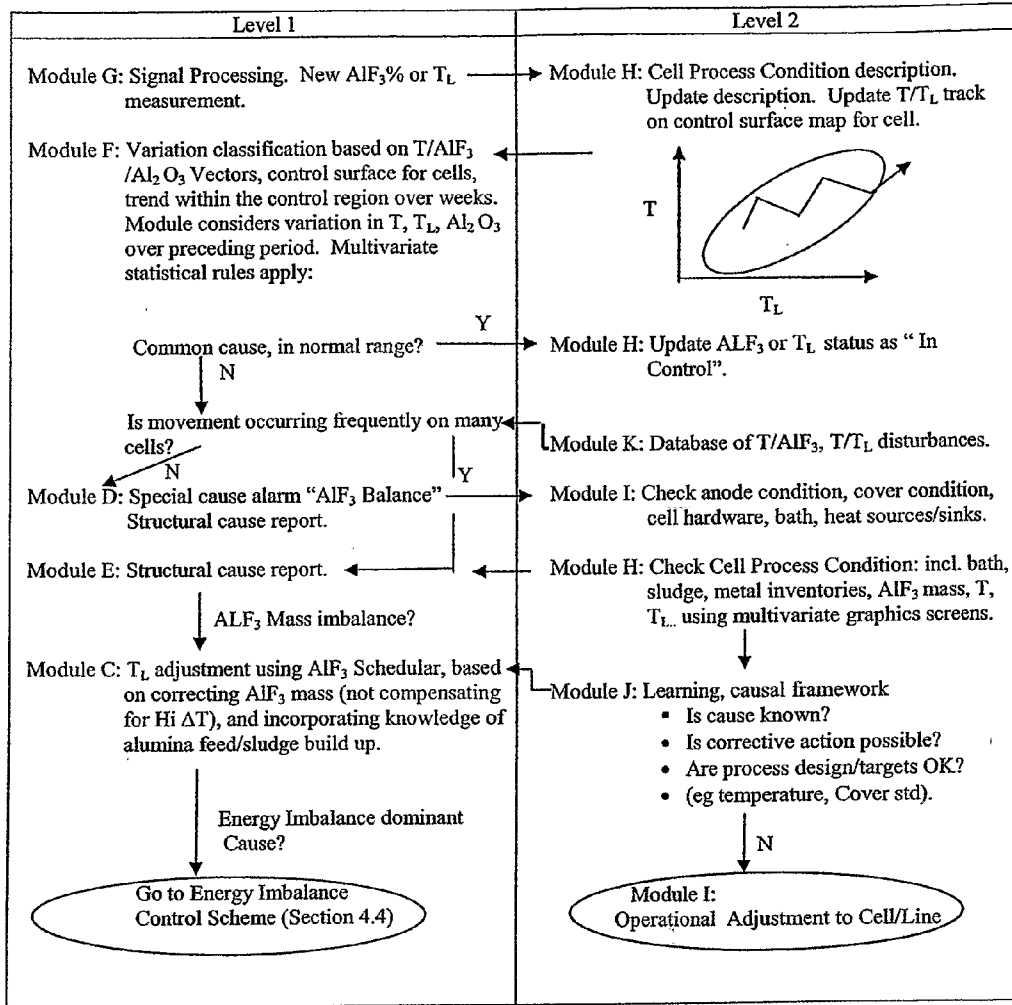 Level 1
Level 2
Module G: Signal Processing. New AlF₃% or T_L
measurement.
Module H: Cell Process Condition description.
Update description. Update T/T_L track
on control surface map for cell.
Module F: Variation classification based on T/AlF₃
/Al₂O₃ Vectors, control surface for cells,
trend within the control region over weeks.
Module considers variation in T, T_L, Al₂O₃
over preceding period. Multivariate
statistical rules apply:
T
T_L
Common cause, in normal range?
Y
N
Module H: Update ALF₃ or T_L status as “ In
Control”.
Is movement occurring frequently on many
cells?
N
Y
Module K: Database of T/AlF₃, T/T_L disturbances.
Module D: Special cause alarm “AlF₃ Balance”
Structural cause report.
Module I: Check anode condition, cover condition,
cell hardware, bath, heat sources/sinks.
Module E: Structural cause report.
Module H: Check Cell Process Condition: incl. bath,
sludge, metal inventories, AlF₃ mass, T,
T_L... using multivariate graphics screens.
ALF₃ Mass imbalance?
Module C: T_L adjustment using AlF₃ Schedular, based
on correcting AlF₃ mass (not compensating
for Hi ΔT), and incorporating knowledge of
alumina feed/sludge build up.
Module J: Learning, causal framework
▪ Is cause known?
• Is corrective action possible?
• Are process design/targets OK?
• (eg temperature, Cover std).
Energy Imbalance dominant
Cause?
N
Go to Energy Imbalance
Control Scheme (Section 4.4)
Module I:
Operational Adjustment to Cell/Line